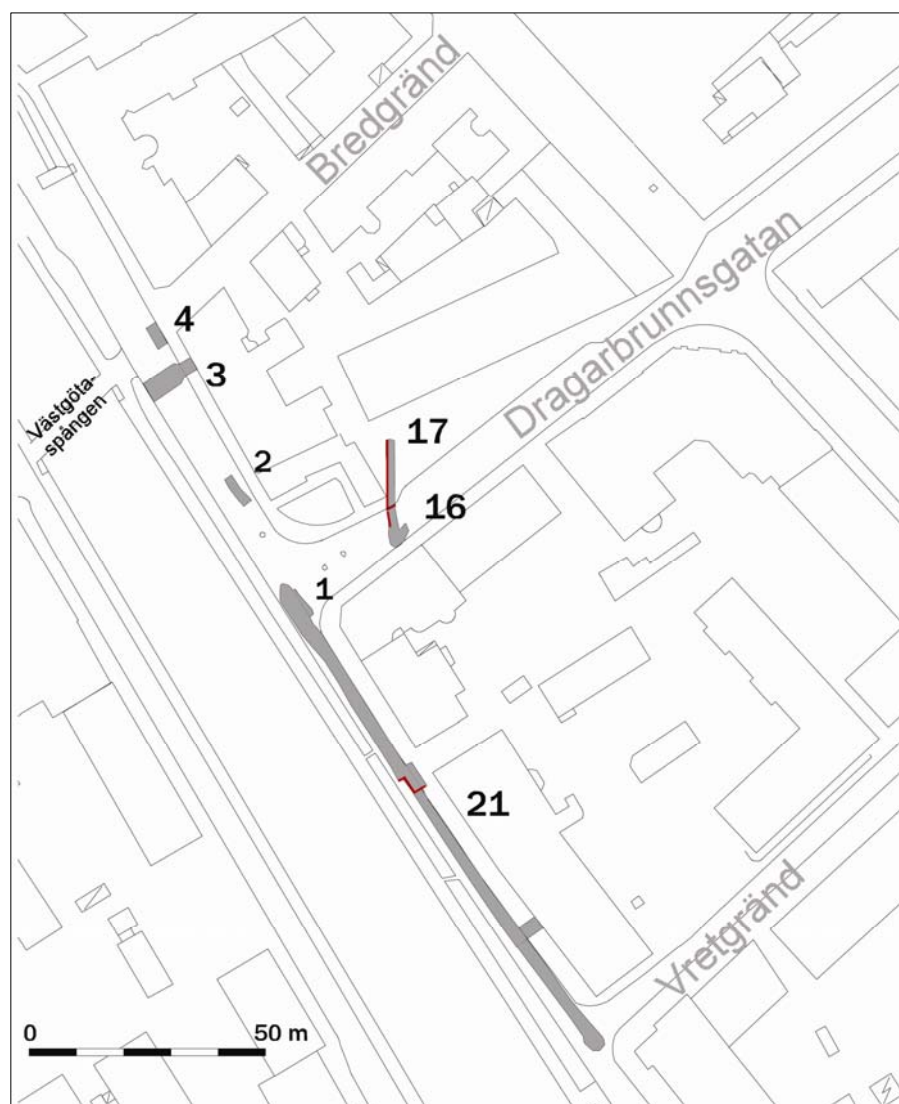 Bredgränd
Dragarbrunnsgatan
4
3
Västgöta-
spången
17
2
16
1
21
Vretgränd
0 50 m